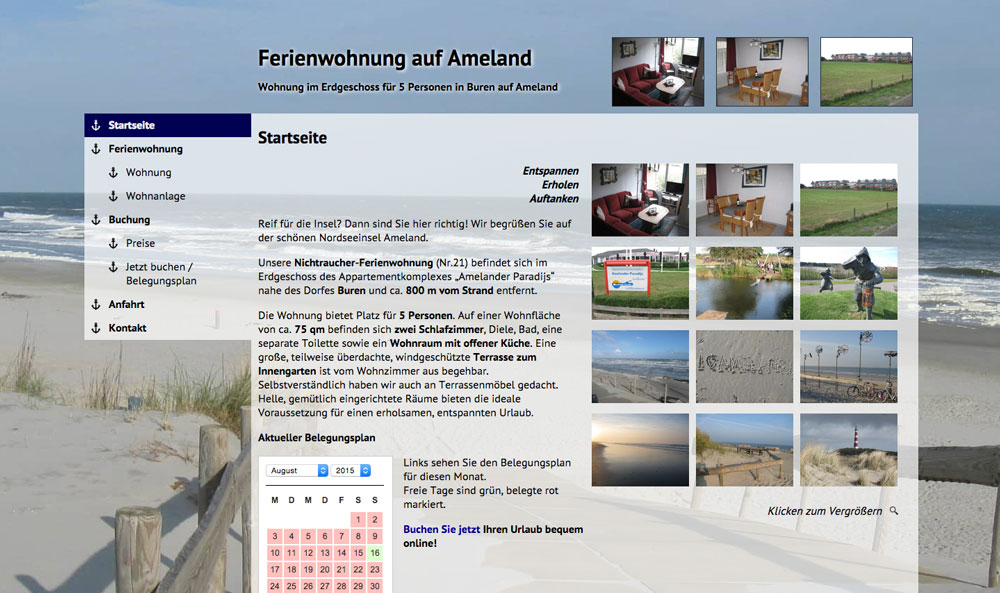 Ferienwohnung auf Ameland
Wohnung im Erdgeschoss für 5 Personen in Buren auf Ameland
Startseite
Ferienwohnung
Wohnung
Wohnanlage
Buchung
Preise
Jetzt buchen /
Belegungsplan
Anfahrt
Kontakt
Startseite
Entspannen
Erholen
Auftanken
Reif für die Insel? Dann sind Sie hier richtig! Wir begrüßen Sie auf
der schönen Nordseeinsel Ameland.
Unsere Nichtraucher-Ferienwohnung (Nr.21) befindet sich im
Erdgeschoss des Appartementkomplexes „Amelander Paradijs“
nahe des Dorfes Buren und ca. 800 m vom Strand entfernt.
Die Wohnung bietet Platz für 5 Personen. Auf einer Wohnfläche
von ca. 75 qm befinden sich zwei Schlafzimmer, Diele, Bad, eine
separate Toilette sowie ein Wohnraum mit offener Küche. Eine
große, teilweise überdachte, windgeschützte Terrasse zum
Innengarten ist vom Wohnzimmer aus begehbar.
Selbstverständlich haben wir auch an Terrassenmöbel gedacht.
Helle, gemütlich eingerichtete Räume bieten die ideale
Voraussetzung für einen erholsamen, entspannten Urlaub.
Aktueller Belegungsplan
August 2015
M D M D F S S
1 2
3 4 5 6 7 8 9
10 11 12 13 14 15 16
17 18 19 20 21 22 23
24 25 26 27 28 29 30
Links sehen Sie den Belegungsplan
für diesen Monat.
Freie Tage sind grün, belegte rot
markiert.
Buchen Sie jetzt Ihren Urlaub bequem
online!
Amelander Paradijs
Klicken zum Vergrößern